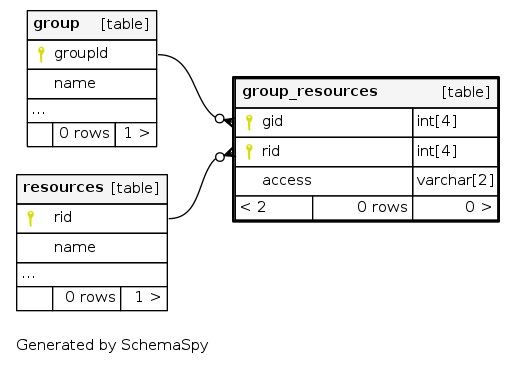 group [table]
groupId
name
...
0 rows 1 >
resources [table]
rid
name
...
0 rows 1 >
group_resources [table]
gid int[4]
rid int[4]
access varchar[2]
< 2 0 rows 0 >
Generated by SchemaSpy